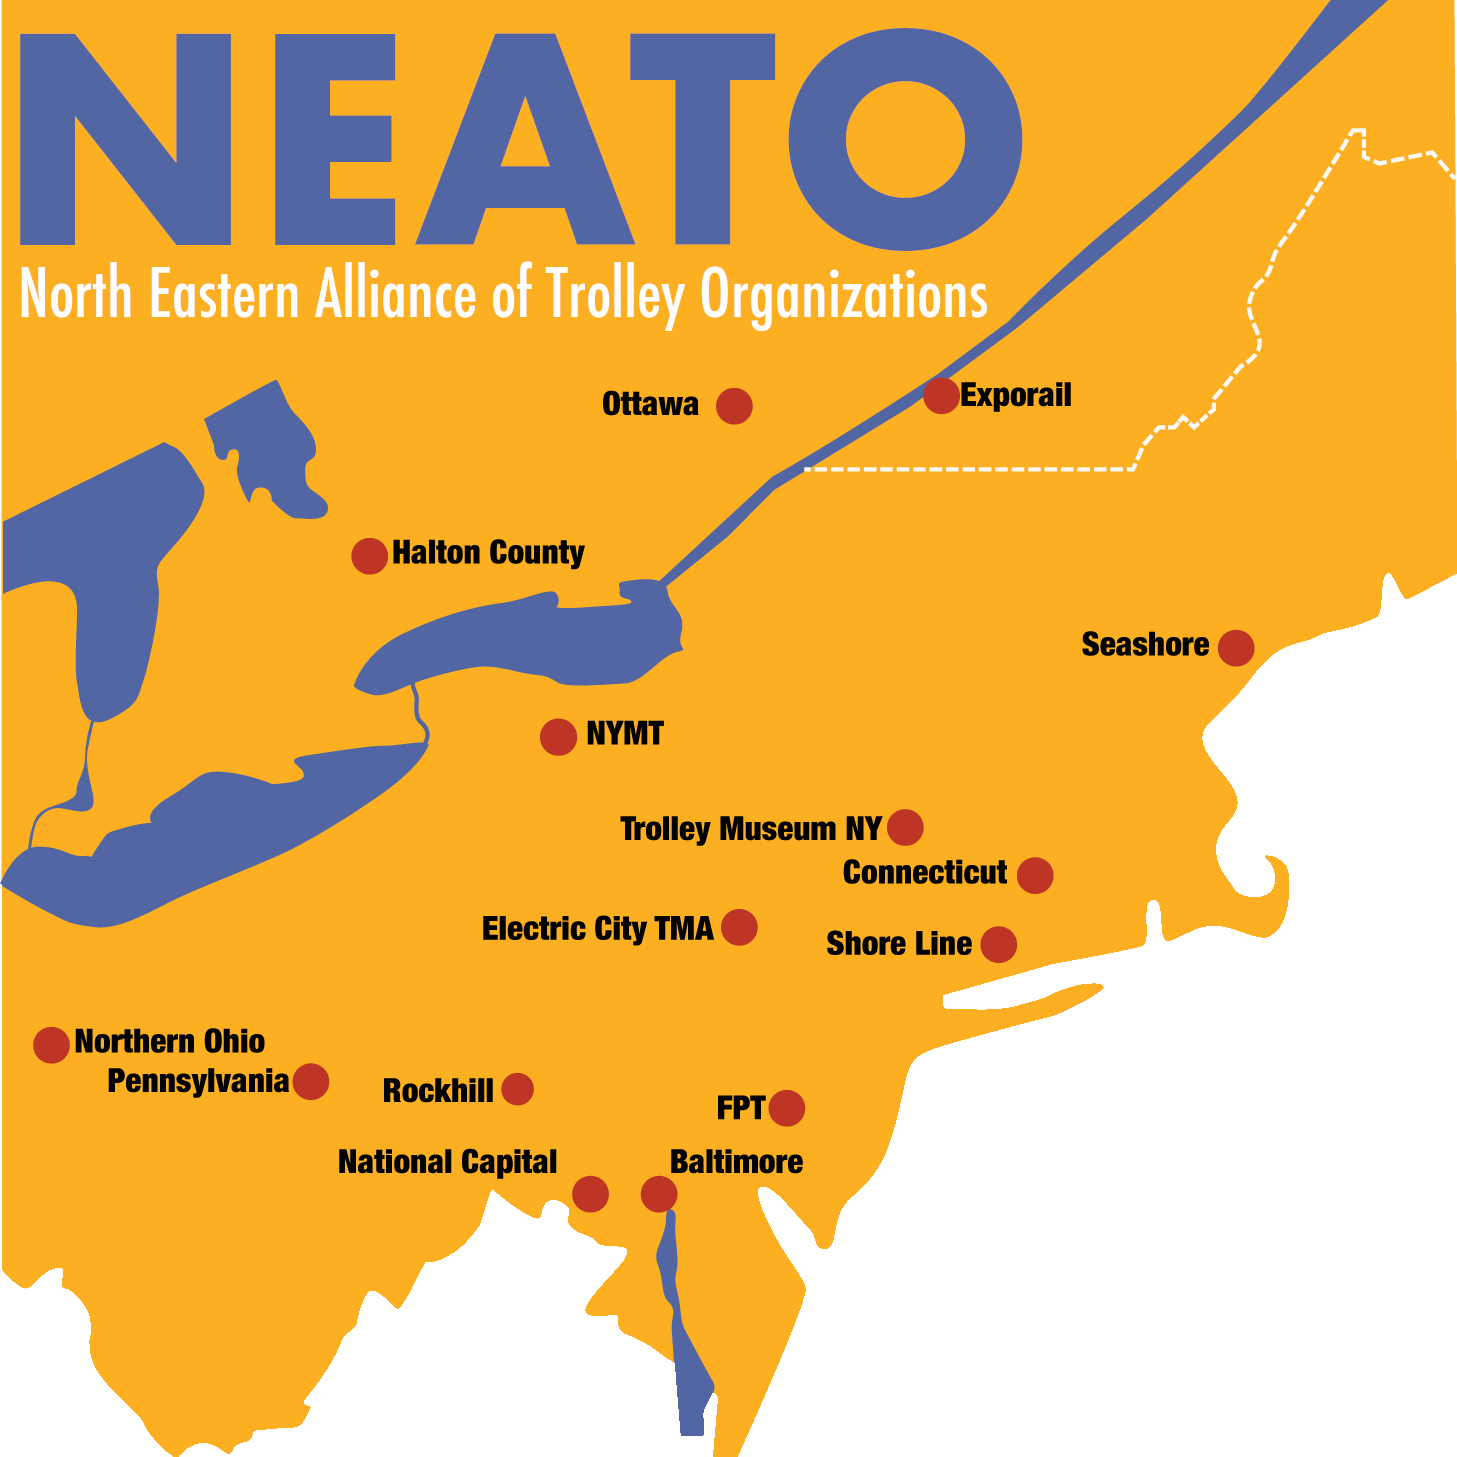 NEATO
North Eastern Alliance of Trolley Organizations
Ottawa
Exporail
Halton County
Seashore
NYMT
Trolley Museum NY
Connecticut
Electric City TMA
Shore Line
Northern Ohio
Pennsylvania
Rockhill
FPT
National Capital
Baltimore